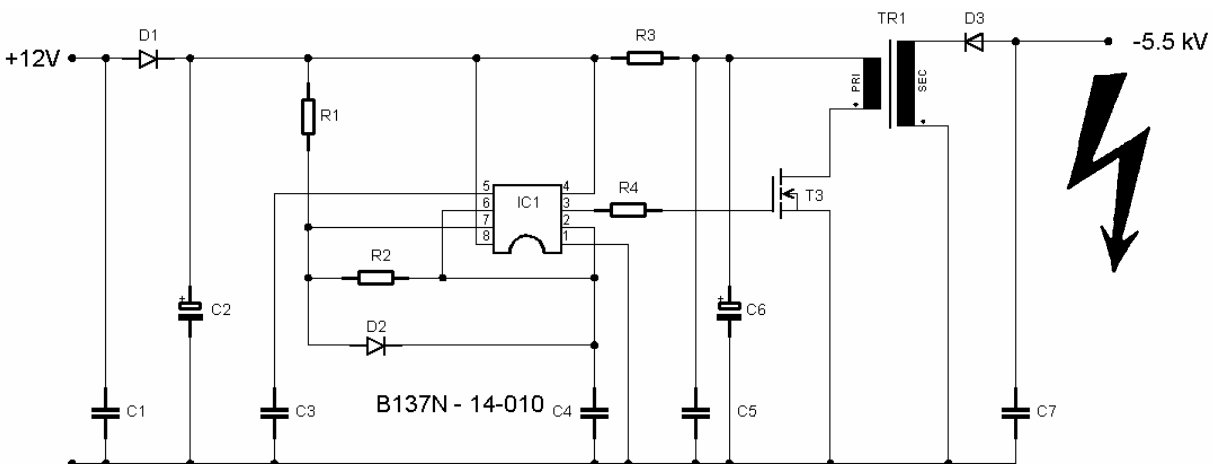 D1
R3
TR1
D3
+12V
-5.5 kV
PRI
SEC
R1
5
4
IC1
6
3
R4
T3
7
2
8
1
R2
+
C2
+
C6
D2
B137N - 14-010
C1
C3
C4
C5
C7